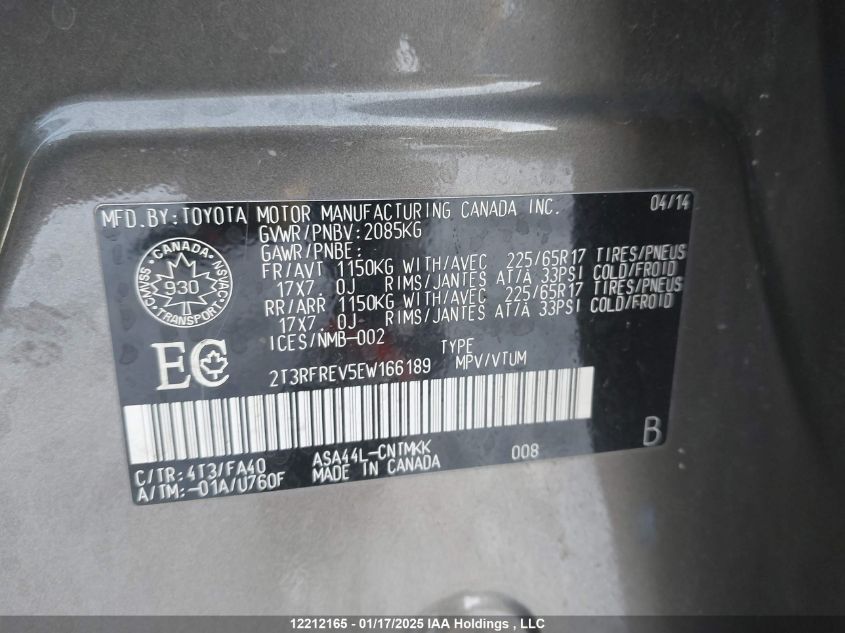 MFD.BY:TOYOTA MOTOR MANUFACTURING CANADA INC. 04/14
GVWR/PNBV:2085KG
GAWR/PNBE:
FR/AVT 1150KG WITH/AVEC 225/65R17 TIRES/PNEUS
17X7.0J- RIMS/JANTES AT/À 33PSI COLD/FROID
RR/ARR 1150KG WITH/AVEC 225/65R17 TIRES/PNEUS
17X7.0J- RIMS/JANTES AT/À 33PSI COLD/FROID
ICES/NMB-002
CANADA
CMVSS 930 NSVAC
TRANSPORT
EC
TYPE
2T3RFREV5EW166189 MPV/VTUM
B
C/TR:4T3/FA40 ASA44L-CNTMKK 008
A/TM:-01A/U760F MADE IN CANADA
12212165 - 01/17/2025 IAA Holdings , LLC